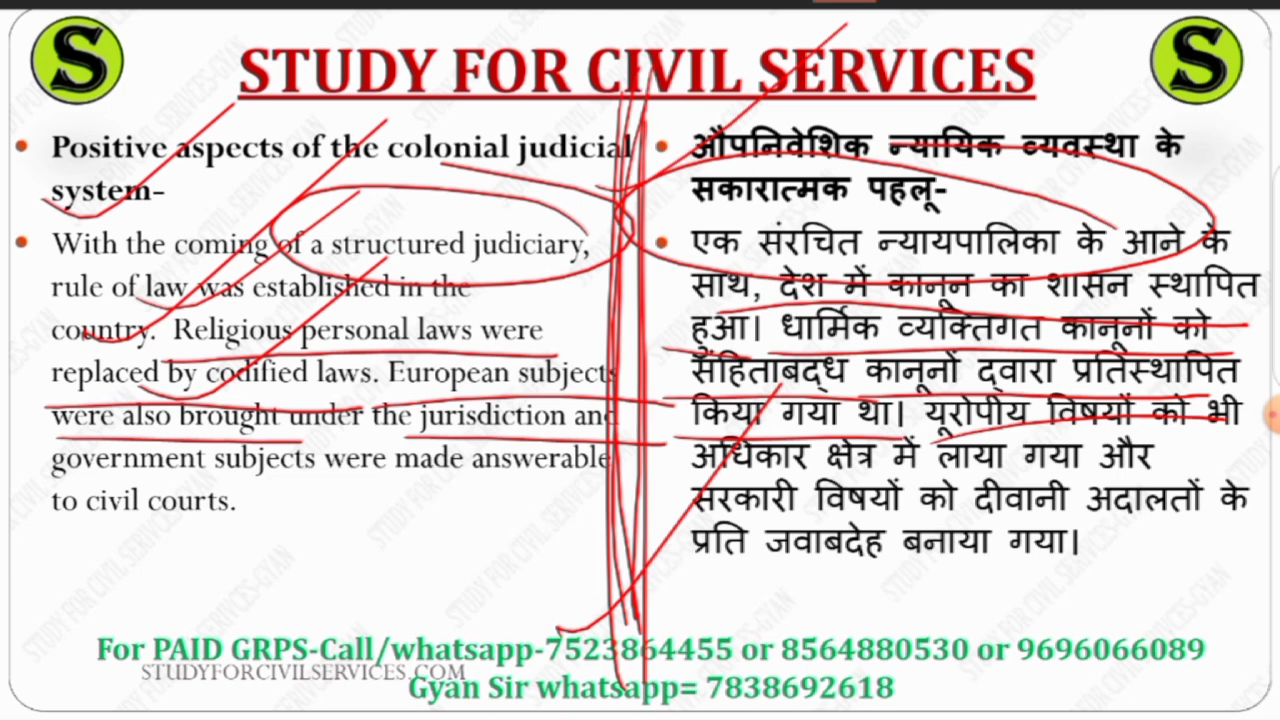 S
STUDY FOR CIVIL SERVICES
S
Positive aspects of the colonial judicial
system-
With the coming of a structured judiciary,
rule of law was established in the
country. Religious personal laws were
replaced by codified laws. European subjects
were also brought under the jurisdiction and
government subjects were made answerable
to civil courts.
औपनिवेशिक न्यायिक व्यवस्था के
सकारात्मक पहलू-
एक संरचित न्यायपालिका के आने के
साथ, देश में कानून का शासन स्थापित
हुआ। धार्मिक व्यक्तिगत कानूनों को
संहिताबद्ध कानूनों द्वारा प्रतिस्थापित
किया गया था। यूरोपीय विषयों को भी
अधिकार क्षेत्र में लाया गया और
सरकारी विषयों को दीवानी अदालतों के
प्रति जवाबदेह बनाया गया।
For PAID GRPS-Call/whatsapp-7523864455 or 8564880530 or 9696066089
STUDYFORCIVILSERVICES.COM
Gyan Sir whatsapp= 7838692618